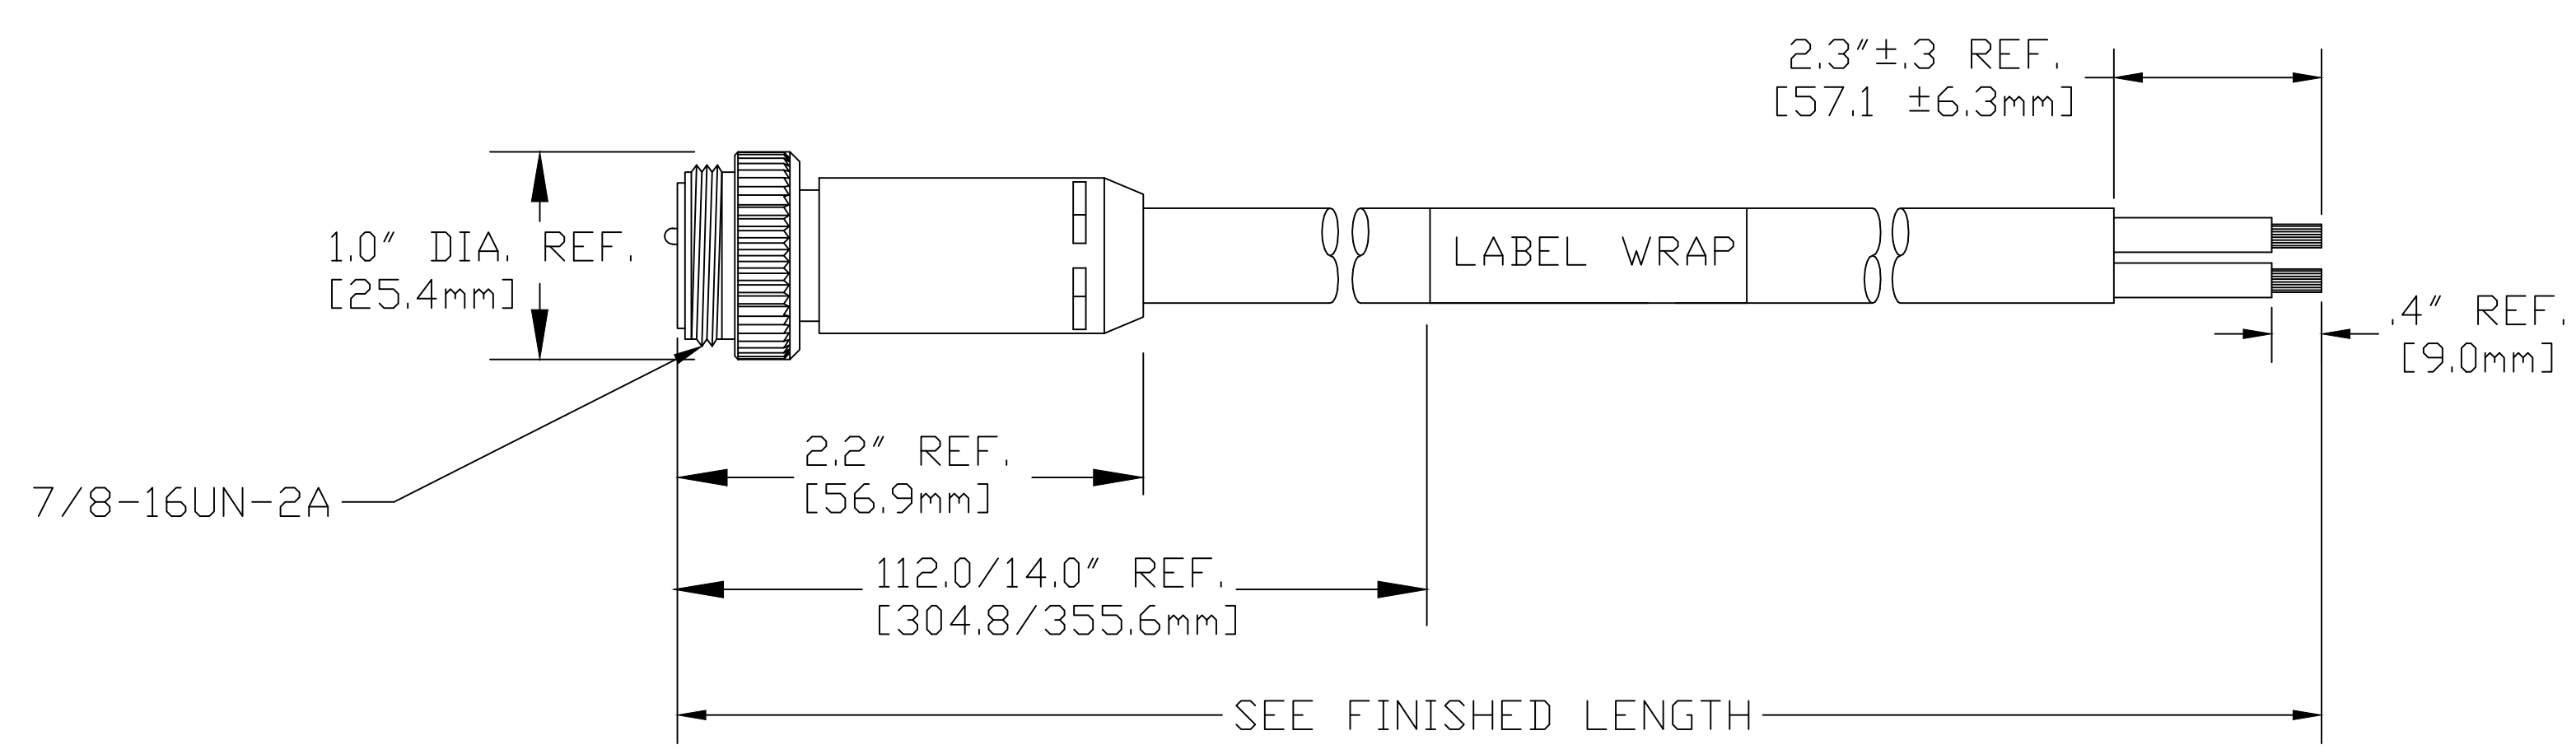 2.3"±.3 REF.
[57.1 ±6.3mm]
1.0" DIA. REF.
[25.4mm]
LABEL WRAP
.4" REF.
[9.0mm]
2.2" REF.
[56.9mm]
7/8-16UN-2A
112.0/14.0" REF.
[304.8/355.6mm]
SEE FINISHED LENGTH